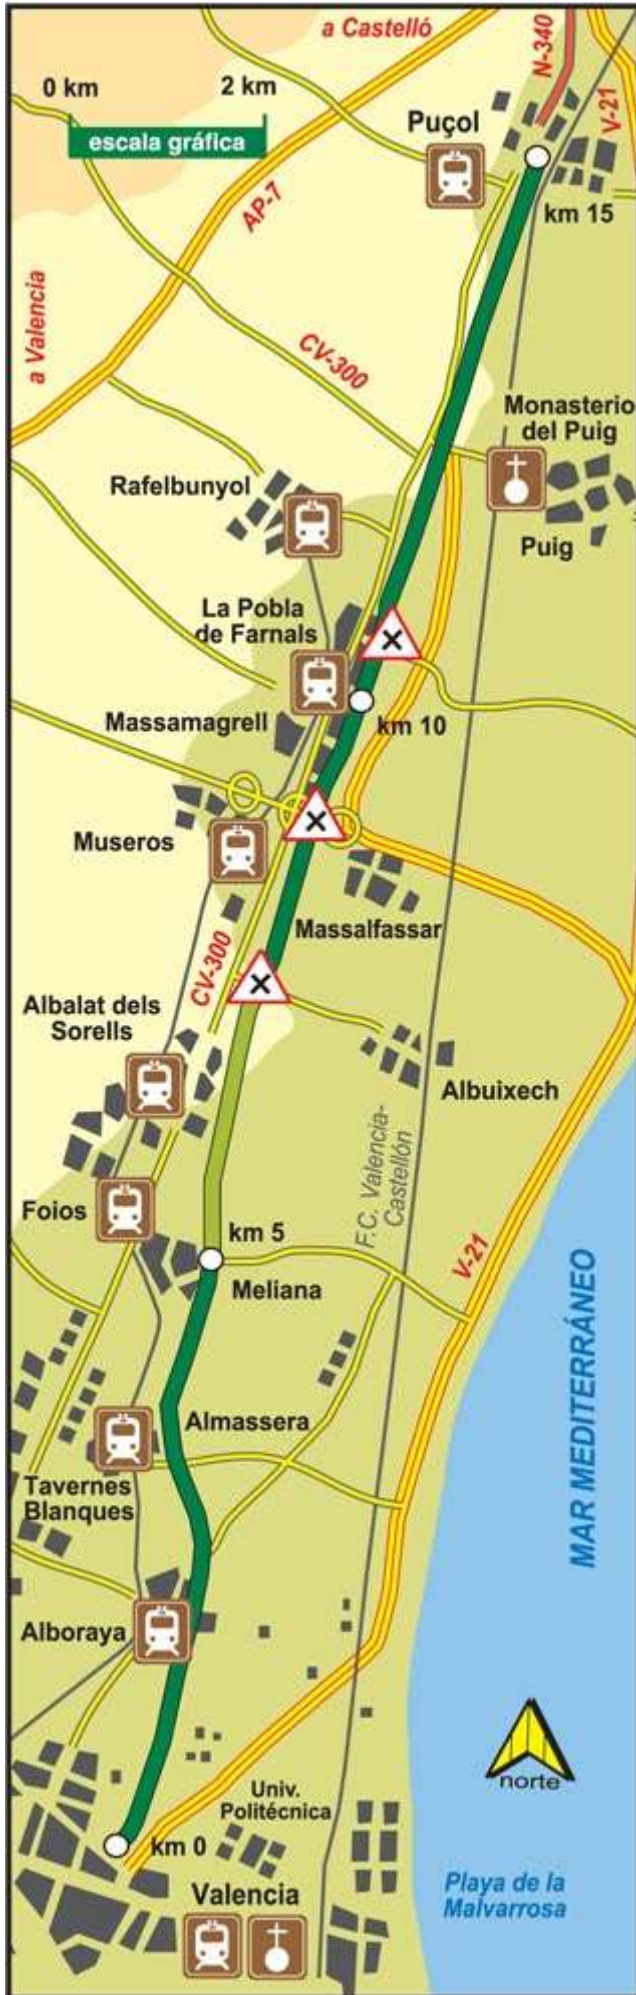 a Castelló
N-340
0 km
2 km
V-21
escala gráfica
Puçol
km 15
AP-7
a Valencia
CV-300
Monasterio
del Puig
Rafelbunyol
Puig
La Pobla
de Farnals
Massamagrell
km 10
Museros
Massalfassar
CV-300
Albalat dels
Sorells
Albuixech
F.C. Valencia-
Castellón
Foios
km 5
V-21
Meliana
MAR MEDITERRÁNEO
Almassera
Tavernes
Blanques
Alboraya
norte
Univ.
Politécnica
km 0
Valencia
Playa de la
Malvarrosa